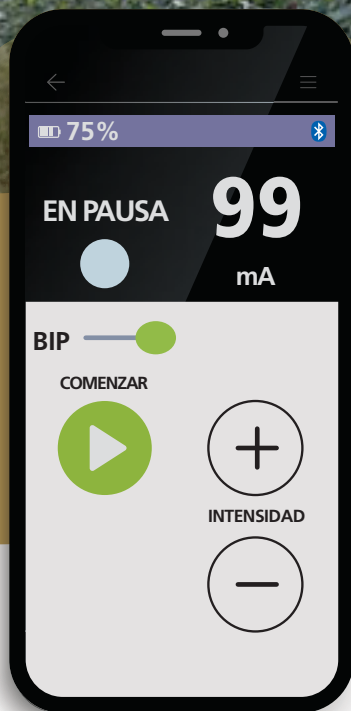 75%
EN PAUSA
99
mA
BIP
COMENZAR
INTENSIDAD